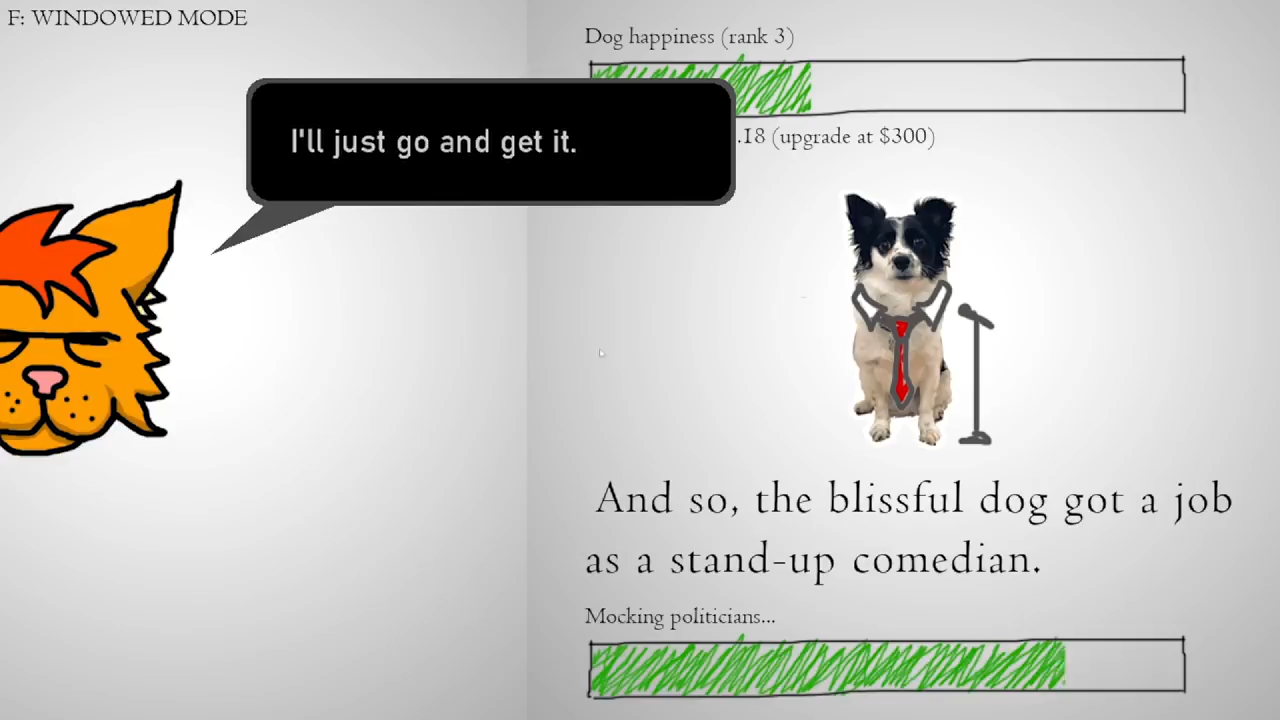 F: WINDOWED MODE
Dog happiness (rank 3)
I'll just go and get it.
.18 (upgrade at $300)
And so, the blissful dog got a job
as a stand-up comedian.
Mocking politicians...